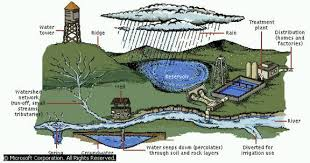 Water
tower
Ridge
Rain
Treatment
plant
Distribution
(homes and
factories)
Reservoir
Watershed
network
(run-off, small
streams,
tributaries)
Well
River
Spring
Groundwater
Water seeps down (percolates)
through soil and rock layers
Diverted for
irrigation use
© Microsoft Corporation. All Rights Reserved.